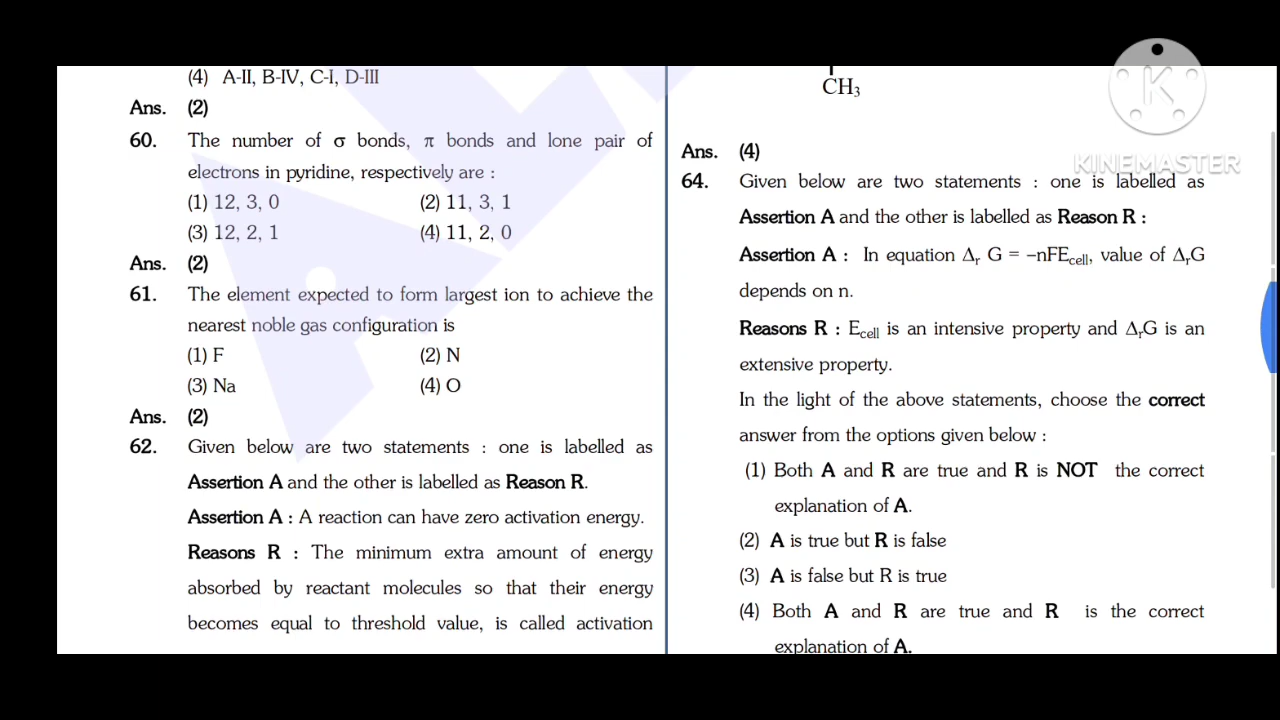 (4) A-II, B-IV, C-I, D-III
Ans. (2)
60. The number of σ bonds, π bonds and lone pair of
electrons in pyridine, respectively are :
(1) 12, 3, 0 (2) 11, 3, 1
(3) 12, 2, 1 (4) 11, 2, 0
Ans. (2)
61. The element expected to form largest ion to achieve the
nearest noble gas configuration is
(1) F (2) N
(3) Na (4) O
Ans. (2)
62. Given below are two statements : one is labelled as
Assertion A and the other is labelled as Reason R.
Assertion A : A reaction can have zero activation energy.
Reasons R : The minimum extra amount of energy
absorbed by reactant molecules so that their energy
becomes equal to threshold value, is called activation
CH₃
Ans. (4)
64. Given below are two statements : one is labelled as
Assertion A and the other is labelled as Reason R :
Assertion A : In equation Δᵣ G = –nFE_cell, value of ΔᵣG
depends on n.
Reasons R : E_cell is an intensive property and ΔᵣG is an
extensive property.
In the light of the above statements, choose the correct
answer from the options given below :
(1) Both A and R are true and R is NOT the correct
explanation of A.
(2) A is true but R is false
(3) A is false but R is true
(4) Both A and R are true and R is the correct
explanation of A.
K
KINEMASTER